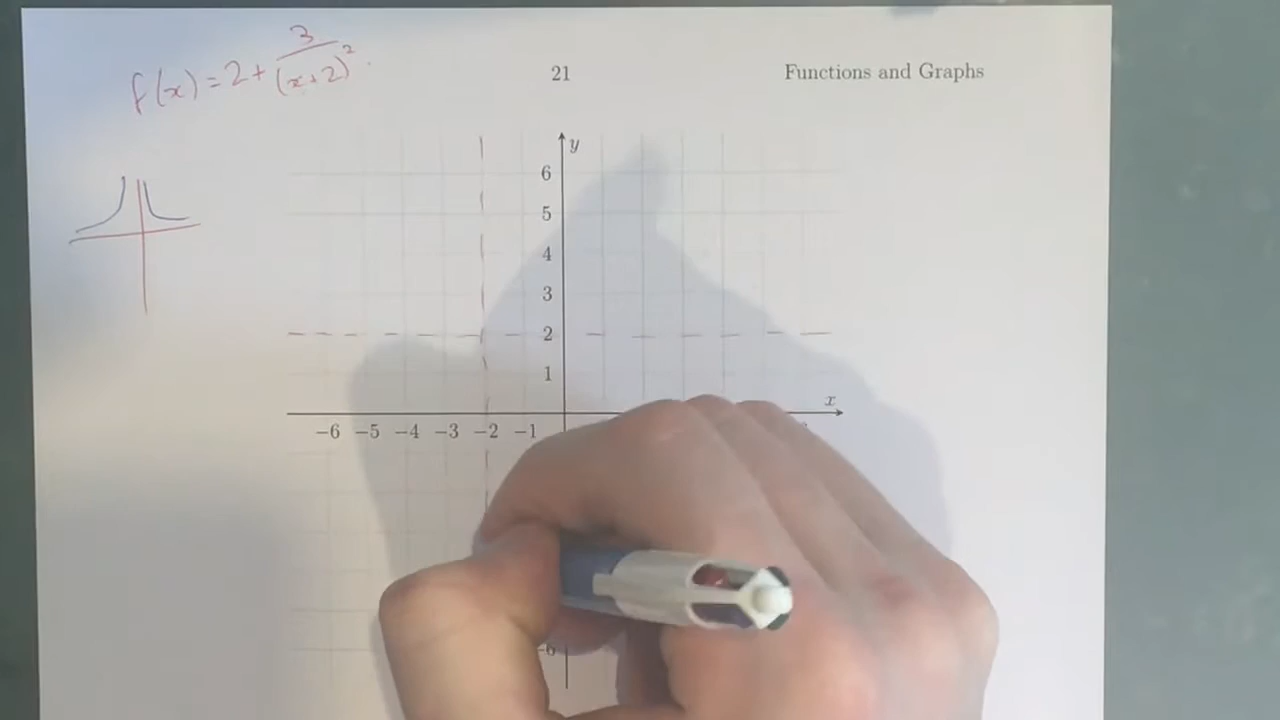 f(x) = 2 + 3/(x+2)².
21
Functions and Graphs
y
6
5
4
3
2
1
x
−6 −5 −4 −3 −2 −1
-6